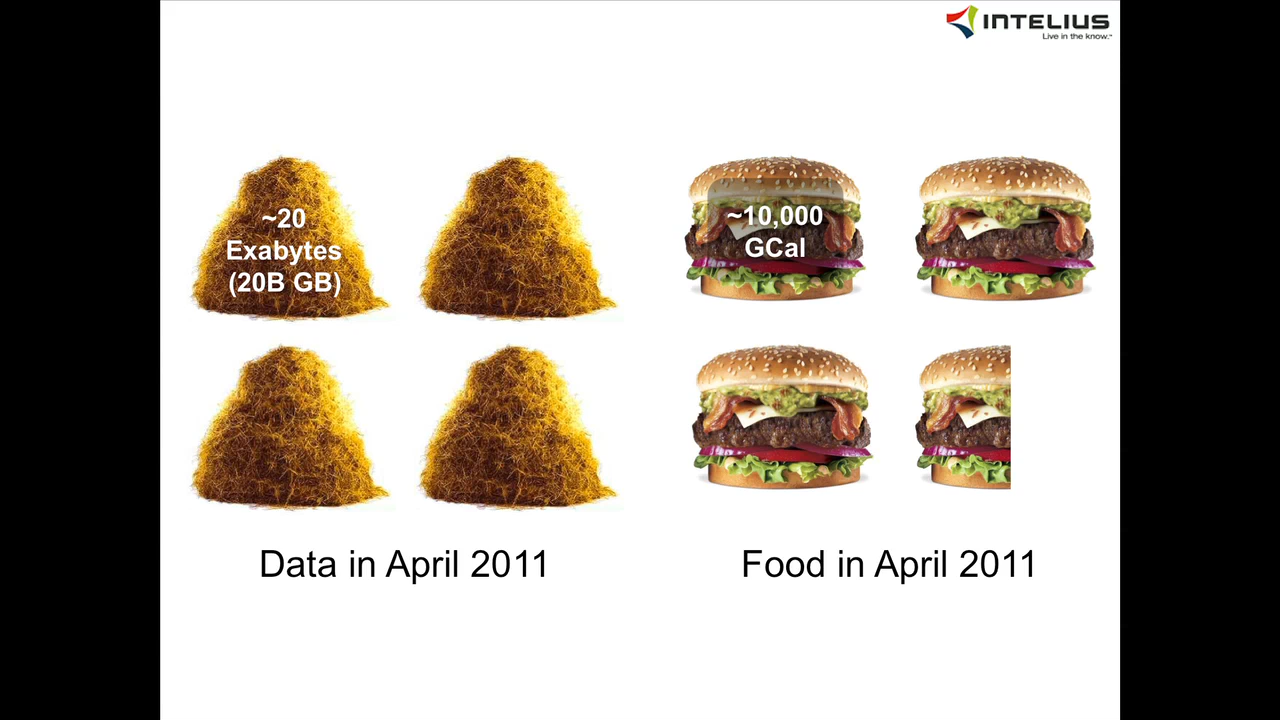 INTELIUS
Live in the know.™
~20
Exabytes
(20B GB)
~10,000
GCal
Data in April 2011
Food in April 2011